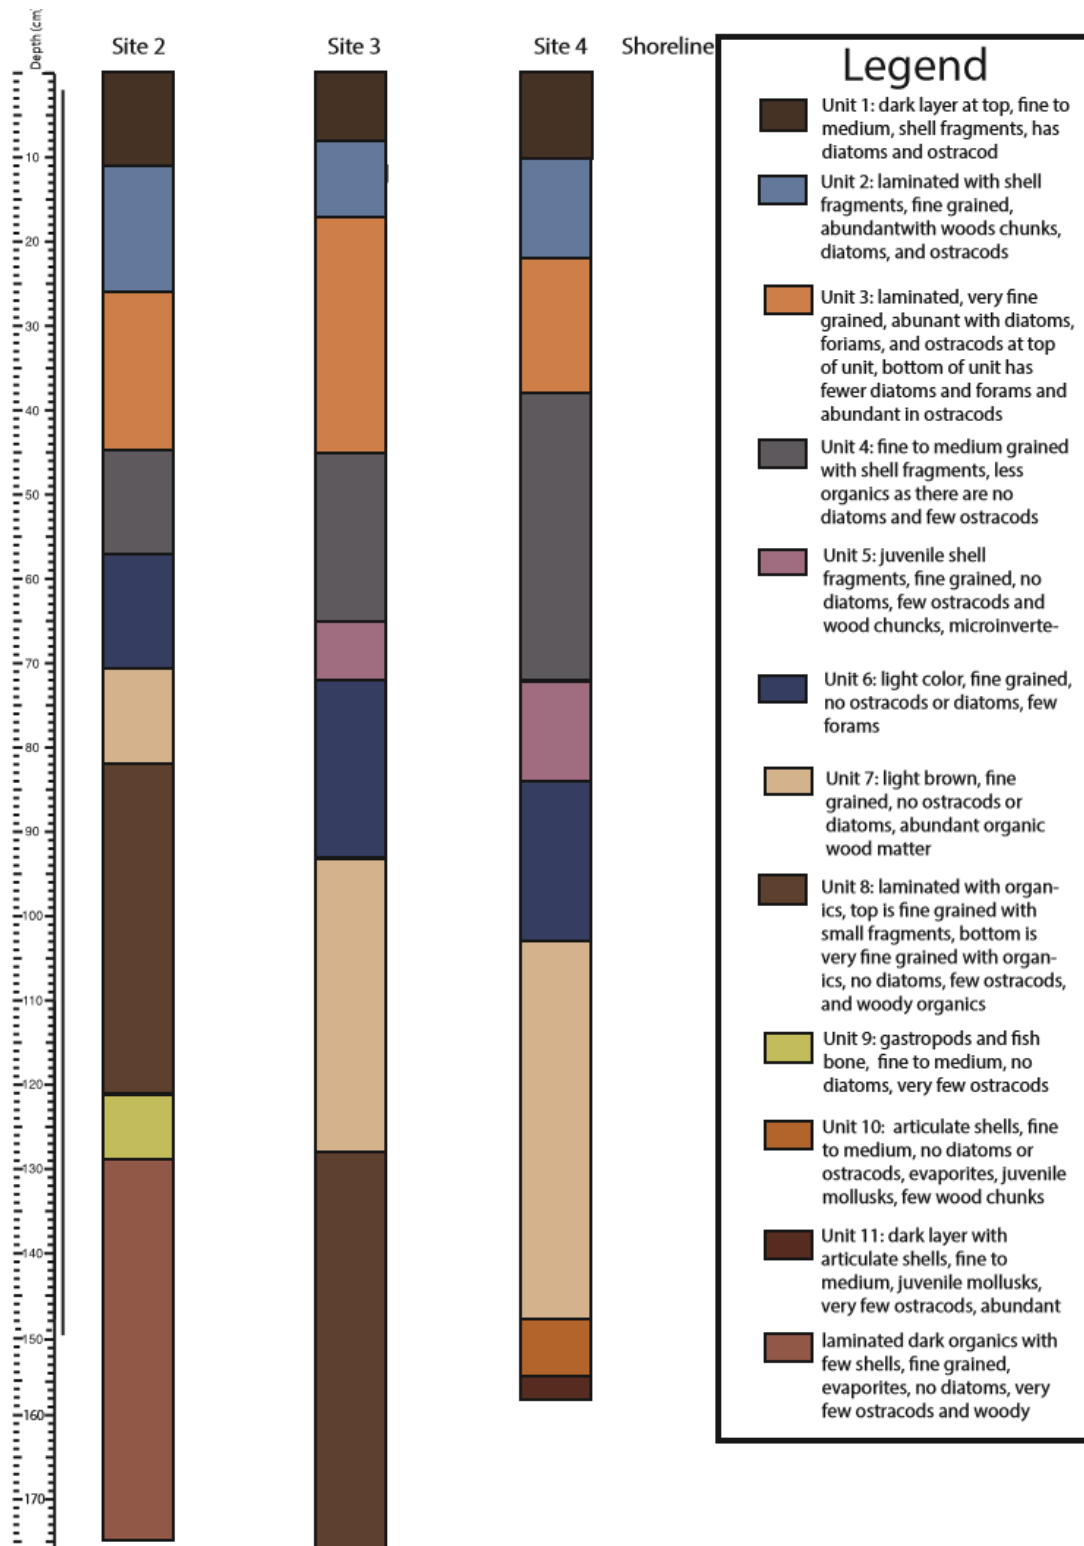 Depth (cm)
Site 2
Site 3
Site 4
Shoreline
10
20
30
40
50
60
70
80
90
100
110
120
130
140
150
160
170
Legend
Unit 1: dark layer at top, fine to
medium, shell fragments, has
diatoms and ostracod
Unit 2: laminated with shell
fragments, fine grained,
abundantwith woods chunks,
diatoms, and ostracods
Unit 3: laminated, very fine
grained, abunant with diatoms,
foriams, and ostracods at top
of unit, bottom of unit has
fewer diatoms and forams and
abundant in ostracods
Unit 4: fine to medium grained
with shell fragments, less
organics as there are no
diatoms and few ostracods
Unit 5: juvenile shell
fragments, fine grained, no
diatoms, few ostracods and
wood chuncks, microinverte-
Unit 6: light color, fine grained,
no ostracods or diatoms, few
forams
Unit 7: light brown, fine
grained, no ostracods or
diatoms, abundant organic
wood matter
Unit 8: laminated with organ-
ics, top is fine grained with
small fragments, bottom is
very fine grained with organ-
ics, no diatoms, few ostracods,
and woody organics
Unit 9: gastropods and fish
bone, fine to medium, no
diatoms, very few ostracods
Unit 10: articulate shells, fine
to medium, no diatoms or
ostracods, evaporites, juvenile
mollusks, few wood chunks
Unit 11: dark layer with
articulate shells, fine to
medium, juvenile mollusks,
very few ostracods, abundant
laminated dark organics with
few shells, fine grained,
evaporites, no diatoms, very
few ostracods and woody